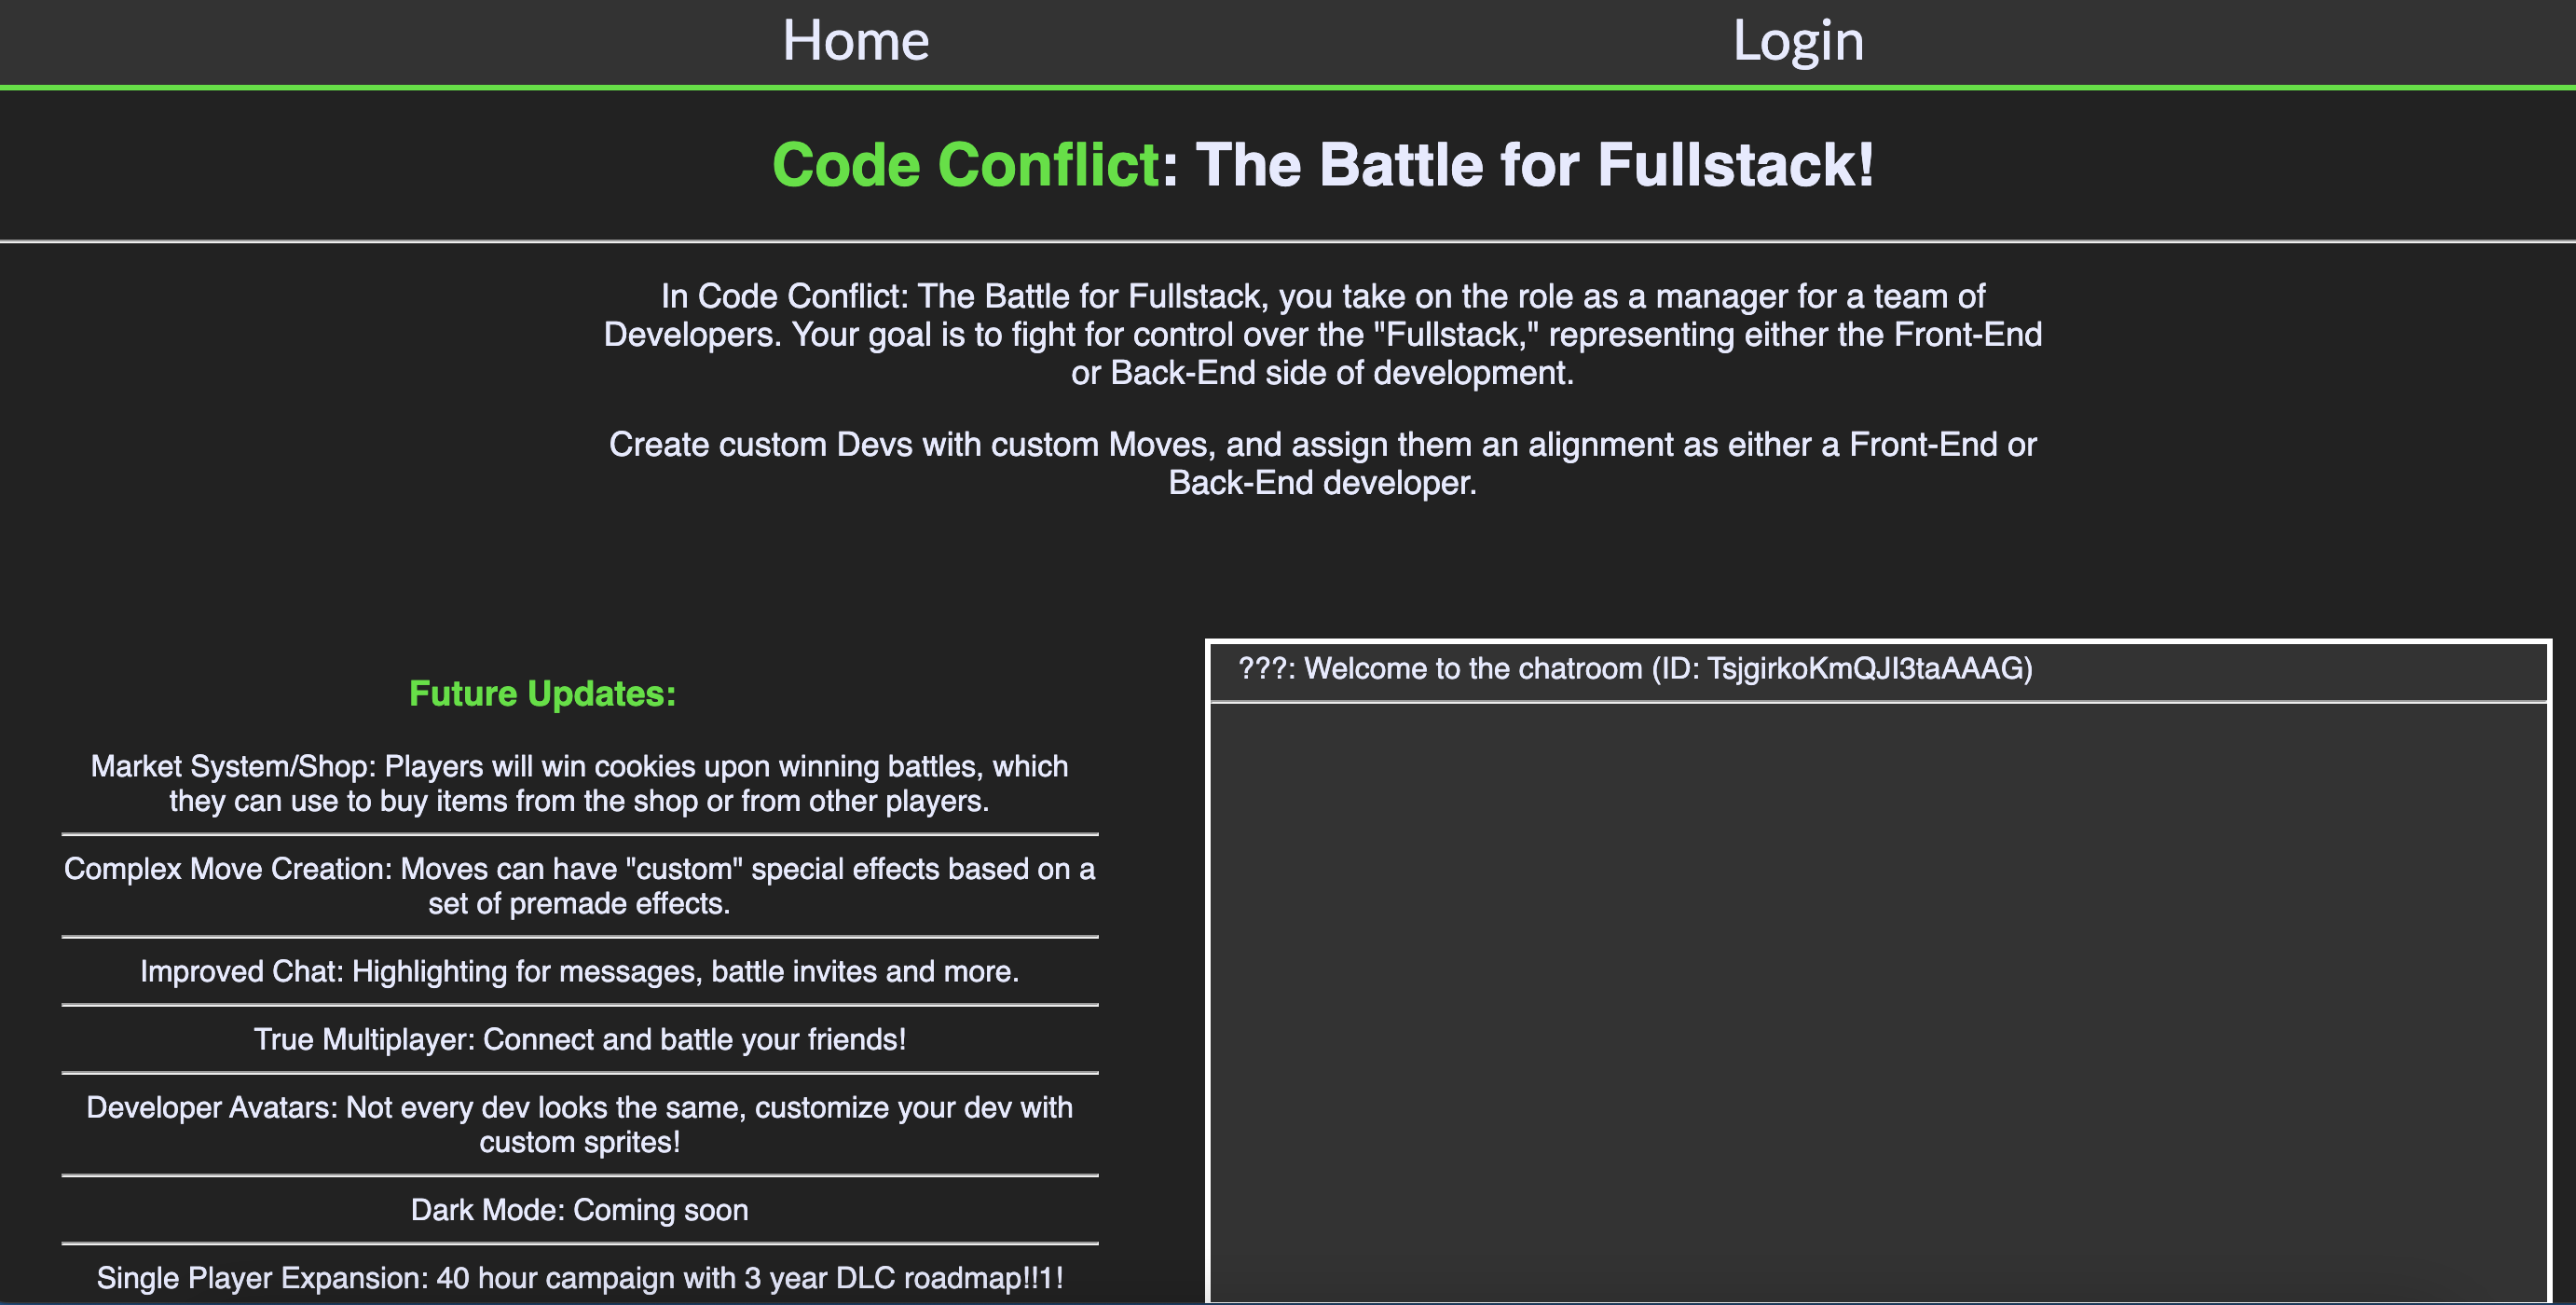 Home
Login
Code Conflict: The Battle for Fullstack!
In Code Conflict: The Battle for Fullstack, you take on the role as a manager for a team of
Developers. Your goal is to fight for control over the "Fullstack," representing either the Front-End
or Back-End side of development.
Create custom Devs with custom Moves, and assign them an alignment as either a Front-End or
Back-End developer.
Future Updates:
Market System/Shop: Players will win cookies upon winning battles, which
they can use to buy items from the shop or from other players.
Complex Move Creation: Moves can have "custom" special effects based on a
set of premade effects.
Improved Chat: Highlighting for messages, battle invites and more.
True Multiplayer: Connect and battle your friends!
Developer Avatars: Not every dev looks the same, customize your dev with
custom sprites!
Dark Mode: Coming soon
Single Player Expansion: 40 hour campaign with 3 year DLC roadmap!!1!
???: Welcome to the chatroom (ID: TsjgirkoKmQJI3taAAAG)